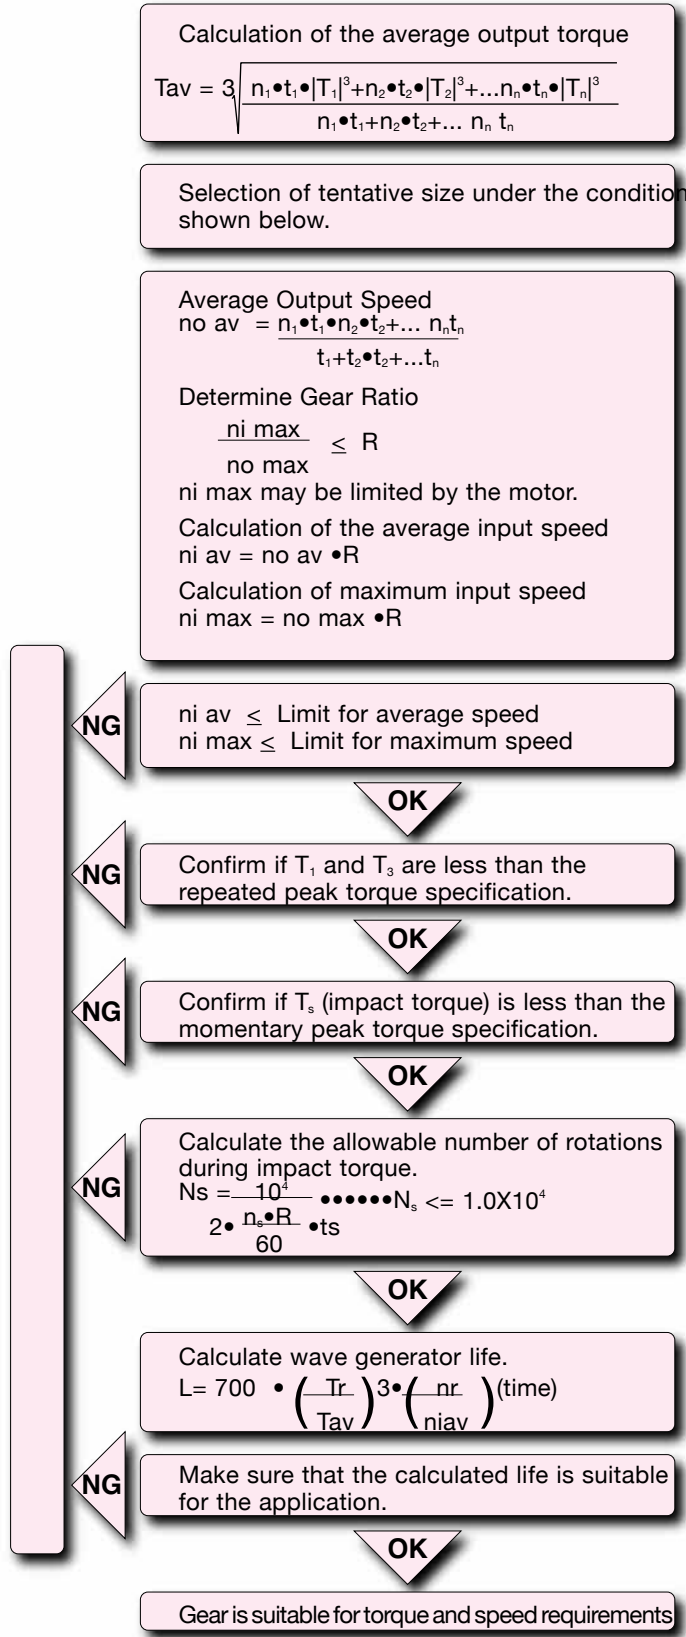 Calculation of the average output torque
Tav = 3√ n₁•t₁•|T₁|³+n₂•t₂•|T₂|³+...nₙ•tₙ•|Tₙ|³
n₁•t₁+n₂•t₂+... nₙ tₙ
Selection of tentative size under the condition
shown below.
Average Output Speed
no av = n₁•t₁•n₂•t₂+... nₙtₙ
t₁+t₂•t₂+...tₙ
Determine Gear Ratio
ni max
≤ R
no max
ni max may be limited by the motor.
Calculation of the average input speed
ni av = no av •R
Calculation of maximum input speed
ni max = no max •R
NG
ni av ≤ Limit for average speed
ni max ≤ Limit for maximum speed
OK
NG
Confirm if T₁ and T₃ are less than the
repeated peak torque specification.
OK
NG
Confirm if Tₛ (impact torque) is less than the
momentary peak torque specification.
OK
NG
Calculate the allowable number of rotations
during impact torque.
Ns = 10⁴ ••••••Nₛ <= 1.0X10⁴
2• nₛ•R •ts
60
OK
Calculate wave generator life.
L= 700 • ( Tr ) 3• ( nr ) (time)
Tav niav
NG
Make sure that the calculated life is suitable
for the application.
OK
Gear is suitable for torque and speed requirements